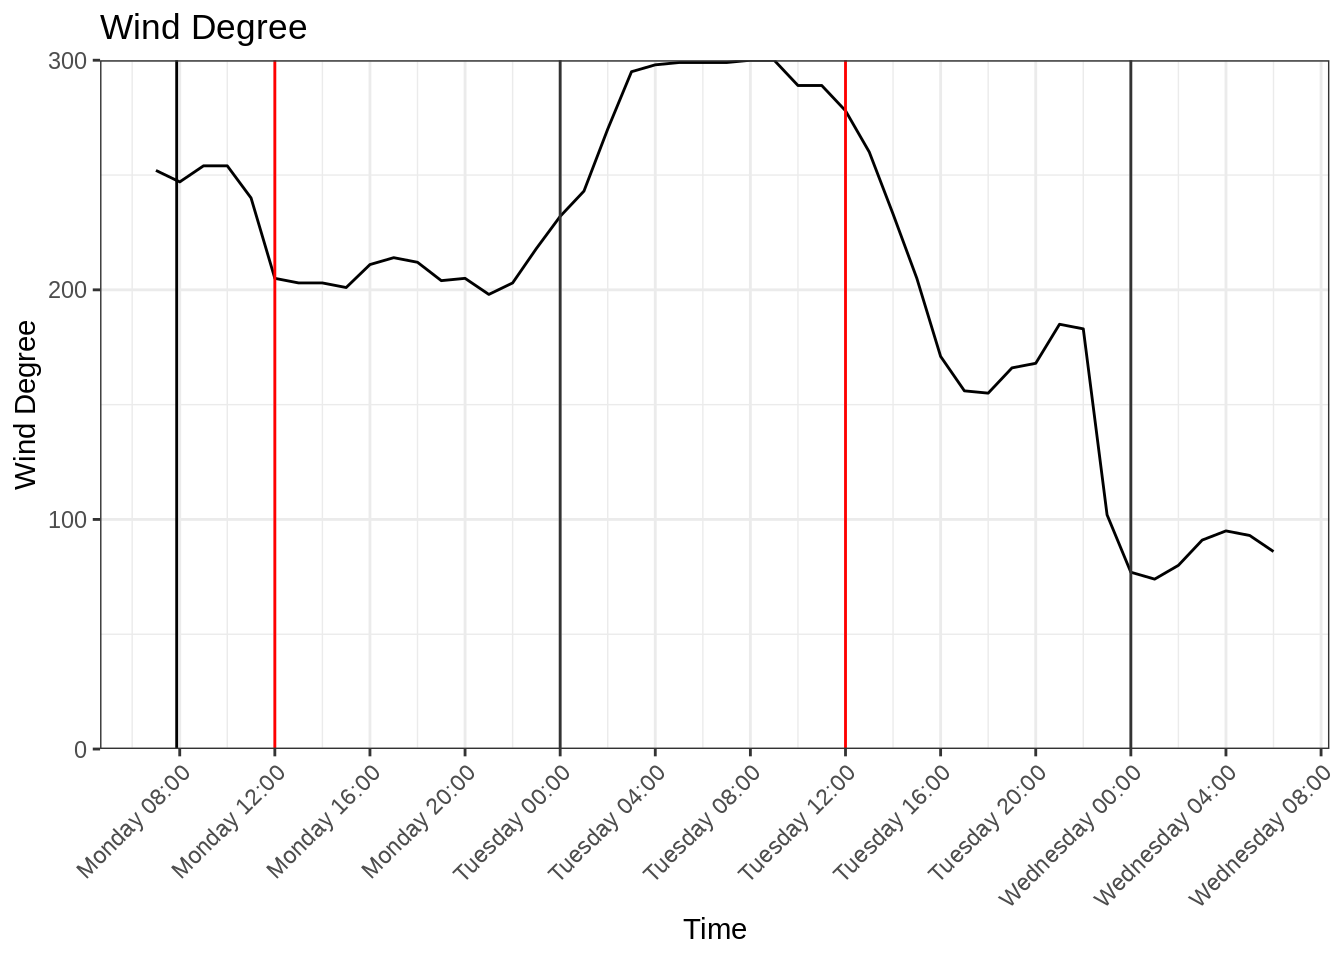 Wind Degree
300
200
100
0
Wind Degree
Monday 08:00
Monday 12:00
Monday 16:00
Monday 20:00
Tuesday 00:00
Tuesday 04:00
Tuesday 08:00
Tuesday 12:00
Tuesday 16:00
Tuesday 20:00
Wednesday 00:00
Wednesday 04:00
Wednesday 08:00
Time